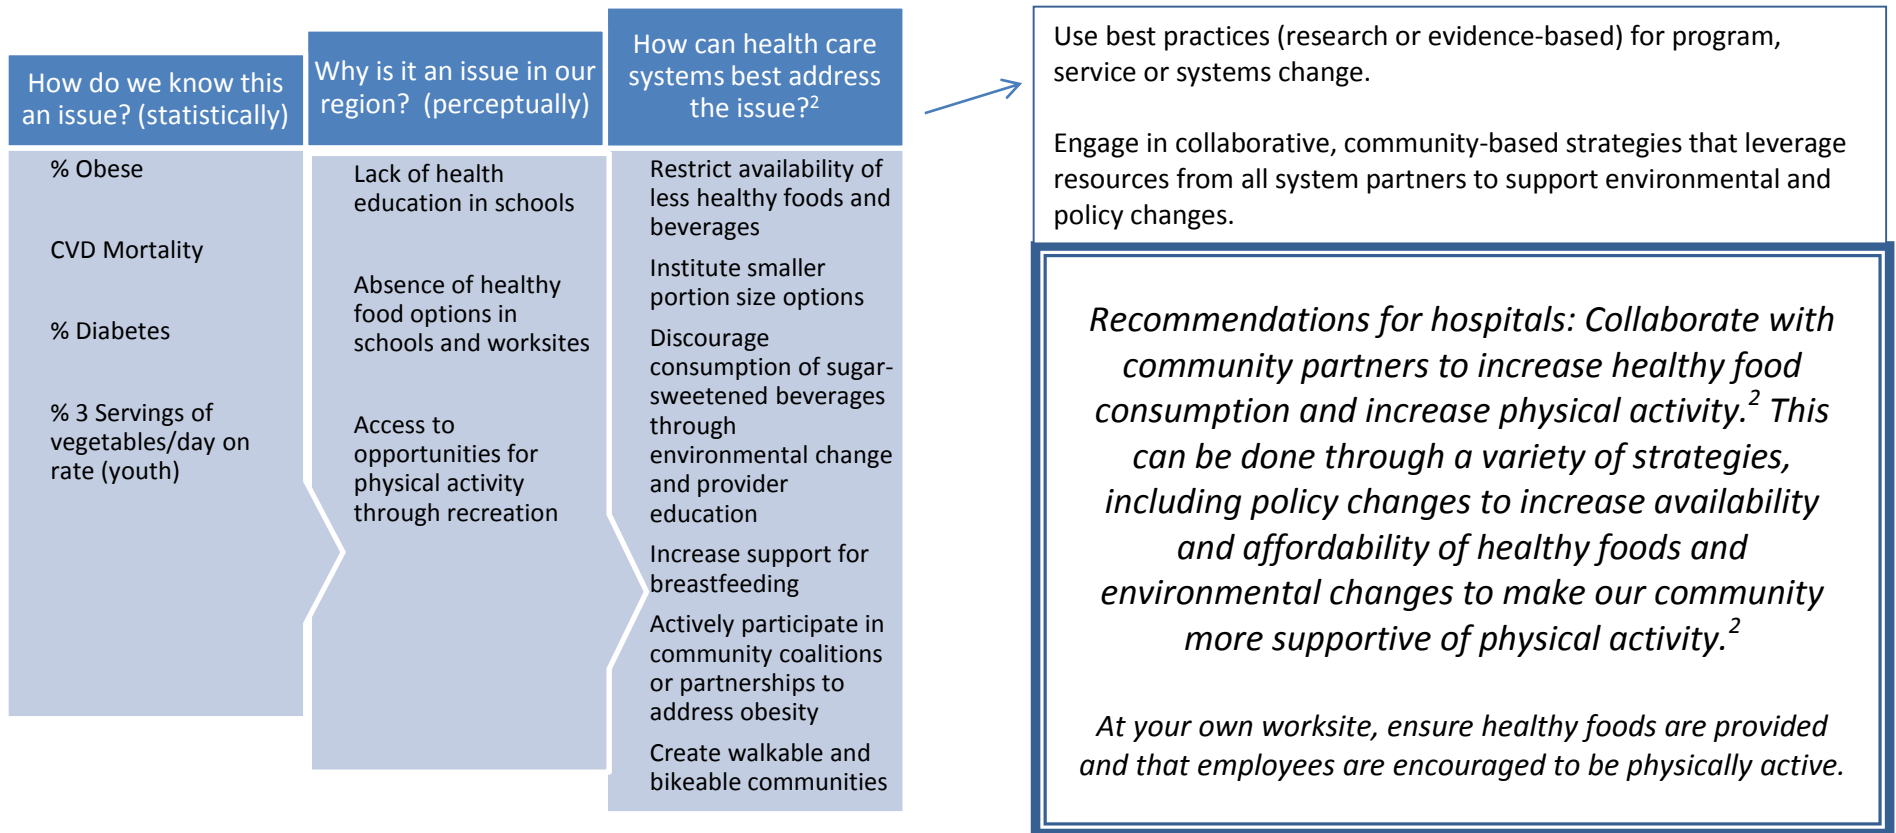 How do we know this
an issue? (statistically)
% Obese
CVD Mortality
% Diabetes
% 3 Servings of
vegetables/day on
rate (youth)
Why is it an issue in our
region?  (perceptually)
Lack of health
education in schools
Absence of healthy
food options in
schools and worksites
Access to
opportunities for
physical activity
through recreation
How can health care
systems best address
the issue?²
Restrict availability of
less healthy foods and
beverages
Institute smaller
portion size options
Discourage
consumption of sugar-
sweetened beverages
through
environmental change
and provider
education
Increase support for
breastfeeding
Actively participate in
community coalitions
or partnerships to
address obesity
Create walkable and
bikeable communities
Use best practices (research or evidence-based) for program,
service or systems change.
Engage in collaborative, community-based strategies that leverage
resources from all system partners to support environmental and
policy changes.
Recommendations for hospitals: Collaborate with
community partners to increase healthy food
consumption and increase physical activity.² This
can be done through a variety of strategies,
including policy changes to increase availability
and affordability of healthy foods and
environmental changes to make our community
more supportive of physical activity.²
At your own worksite, ensure healthy foods are provided
and that employees are encouraged to be physically active.